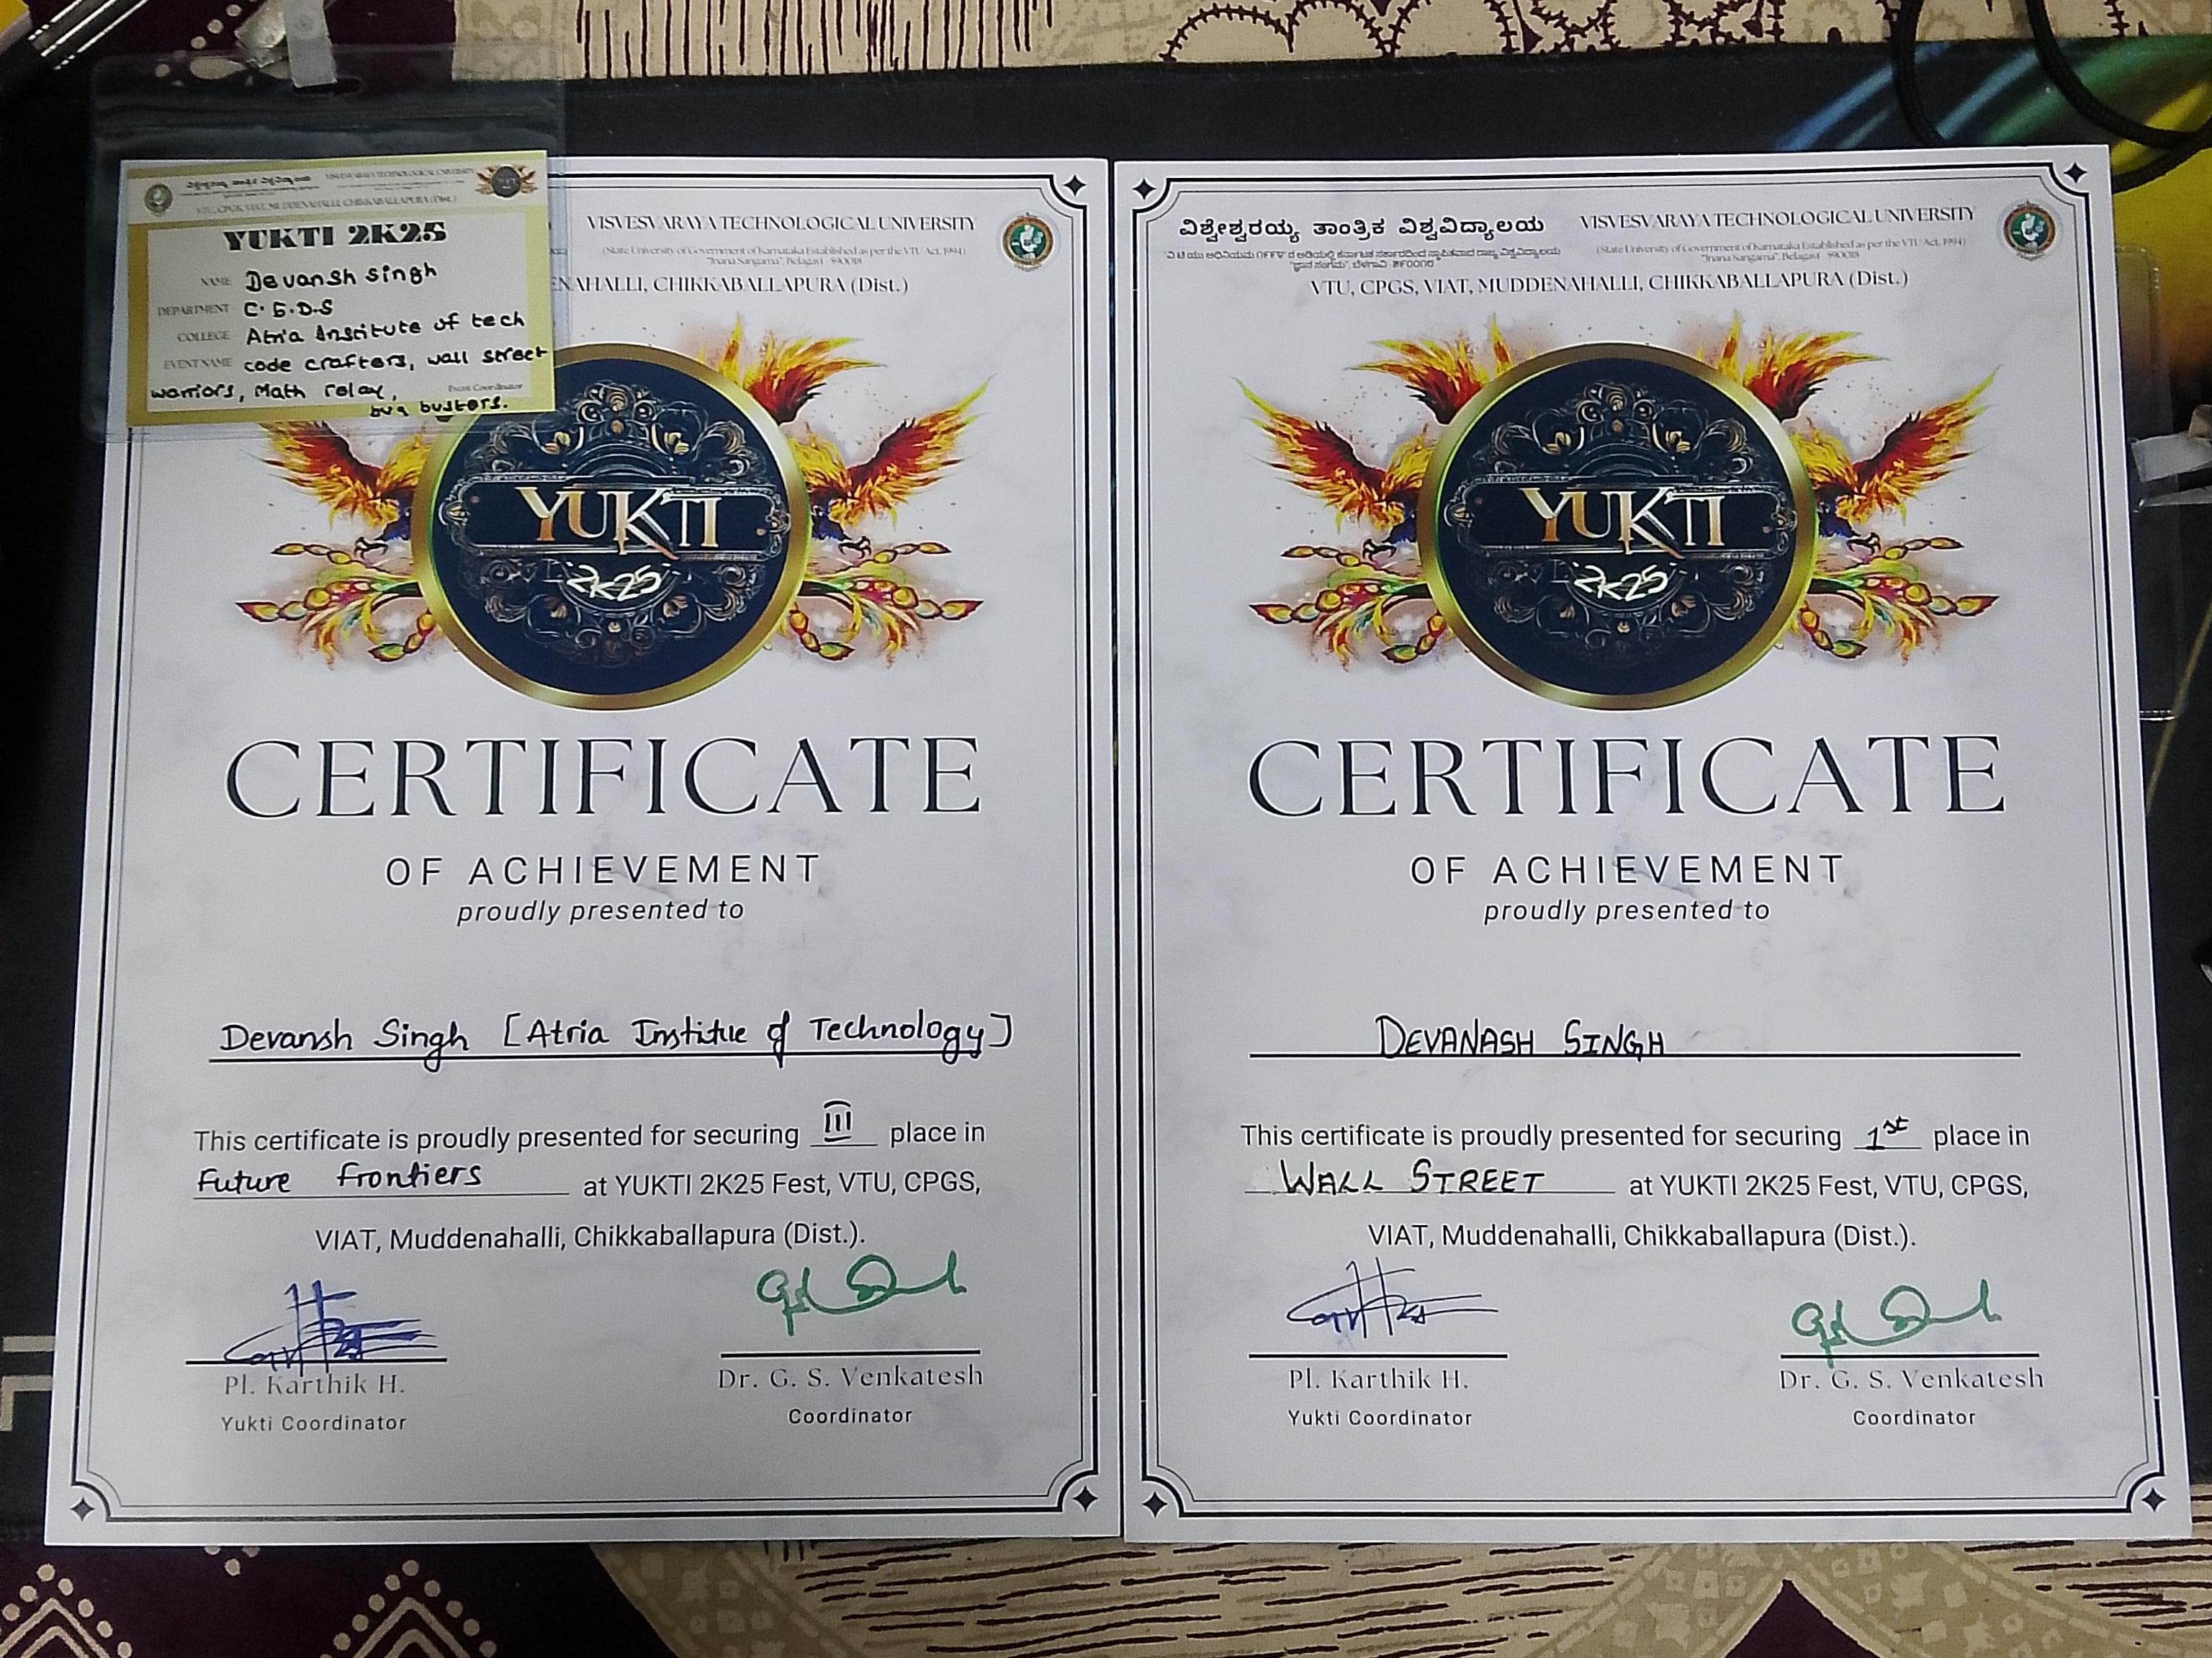 VTU, CPGS, VIAT, MUDDENAHALLI, CHIKKABALLAPURA (Dist.)
YUKTI 2K25
NAME Devansh Singh
DEPARTMENT
COLLEGE Atria Institute of tech
EVENT NAME code crafters, wall street
warriors, Math relay,
Event Coordinator
bug busters.
VISVESVARAYA TECHNOLOGICAL UNIVERSITY
(State University of Government of Karnataka Established as per the VTU Act, 1994)
"Jnana Sangama", Belagavi - 590018
ENAHALLI, CHIKKABALLAPURA (Dist.)
YUKTI
2k25
CERTIFICATE
OF ACHIEVEMENT
proudly presented to
Devansh Singh [Atria Institue of Technology]
This certificate is proudly presented for securing III place in
Future Frontiers at YUKTI 2K25 Fest, VTU, CPGS,
VIAT, Muddenahalli, Chikkaballapura (Dist.).
Pl. Karthik H.
Yukti Coordinator
Dr. G. S. Venkatesh
Coordinator
ವಿಶ್ವೇಶ್ವರಯ್ಯ ತಾಂತ್ರಿಕ ವಿಶ್ವವಿದ್ಯಾಲಯ
VISVESVARAYA TECHNOLOGICAL UNIVERSITY
(State University of Government of Karnataka Established as per the VTU Act, 1994)
"Jnana Sangama", Belagavi - 590018
VTU, CPGS, VIAT, MUDDENAHALLI, CHIKKABALLAPURA (Dist.)
YUKTI
2k25
CERTIFICATE
OF ACHIEVEMENT
proudly presented to
DEVANASH SINGH
This certificate is proudly presented for securing 1st place in
WALL STREET at YUKTI 2K25 Fest, VTU, CPGS,
VIAT, Muddenahalli, Chikkaballapura (Dist.).
Pl. Karthik H.
Yukti Coordinator
Dr. G. S. Venkatesh
Coordinator